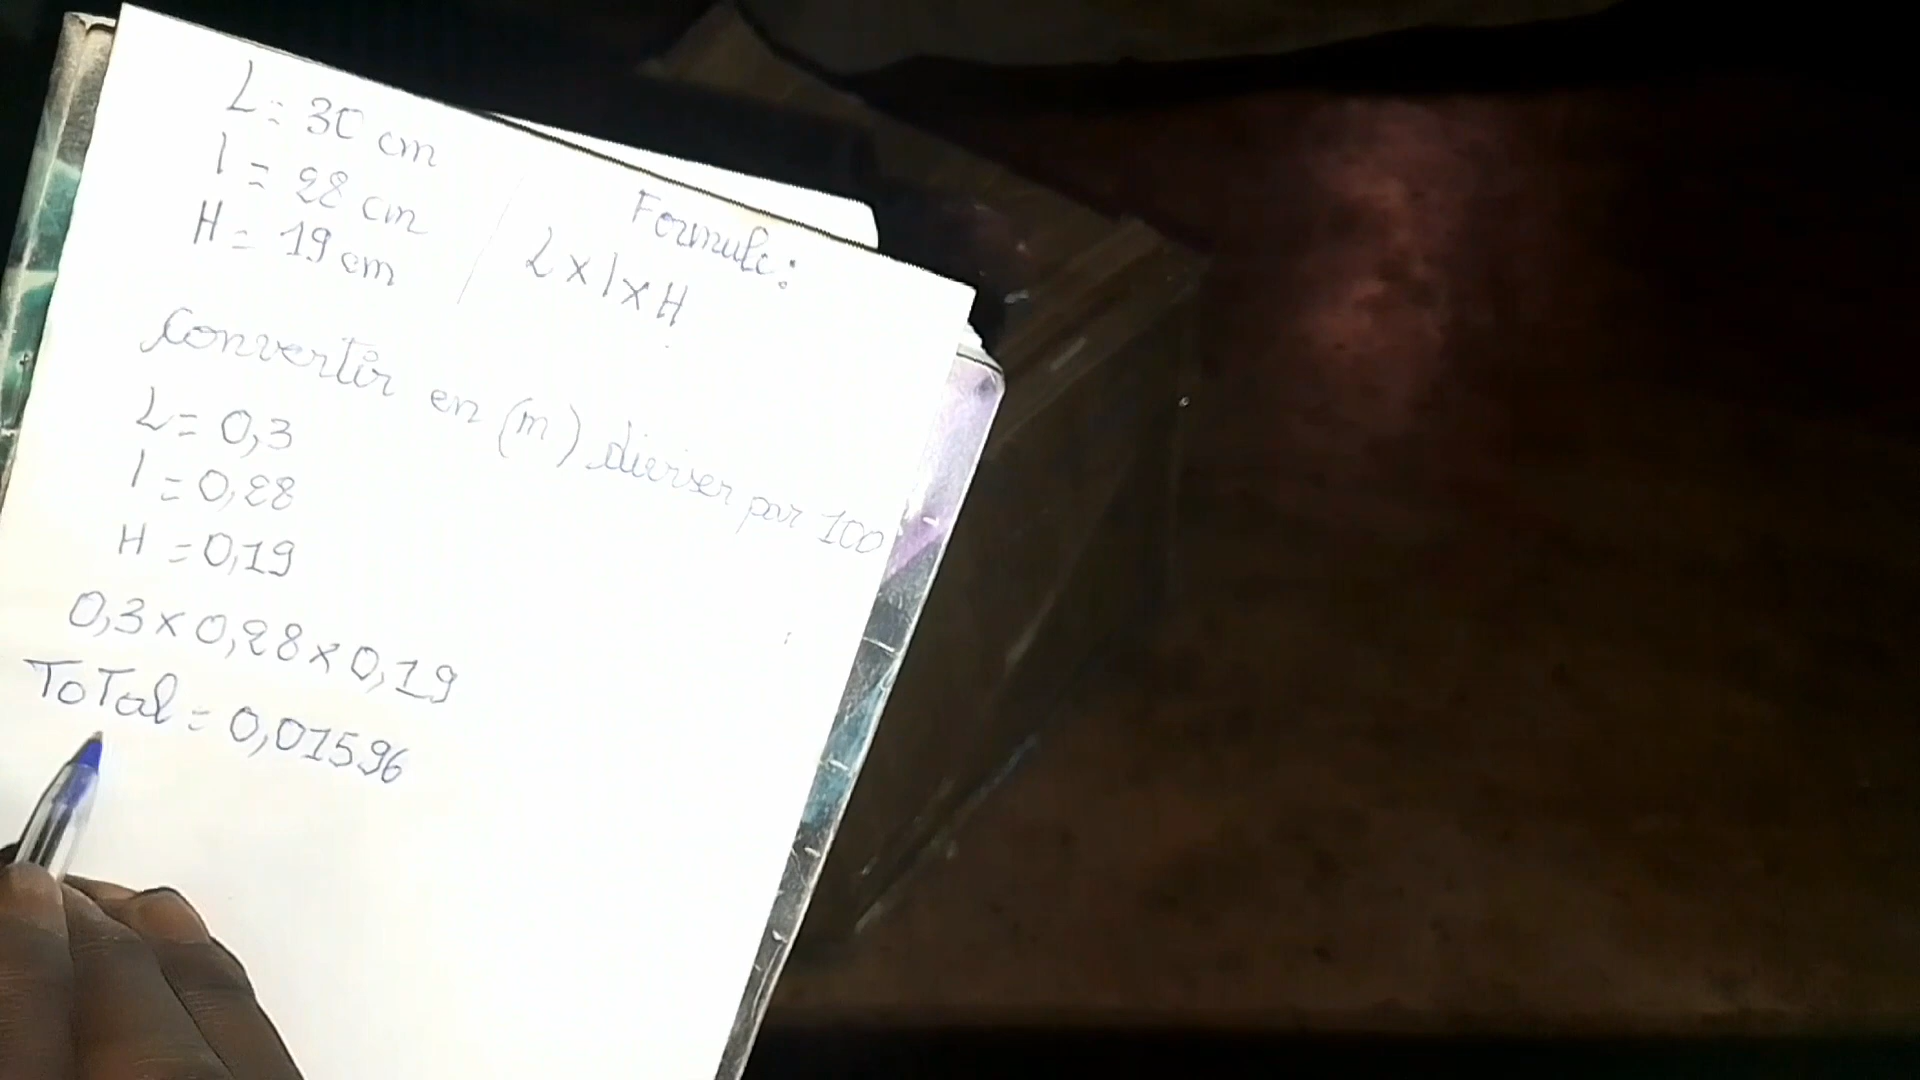 L = 30 cm
l = 28 cm
H = 19 cm
Formule :
L x l x H
Convertir en (m) diviser par 100
L = 0,3
l = 0,28
H = 0,19
0,3 x 0,28 x 0,19
ToTal = 0,01596